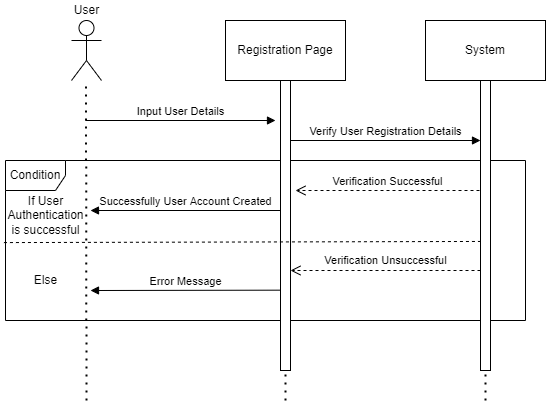 User
Registration Page
System
Input User Details
Verify User Registration Details
Condition
Verification Successful
If User
Authentication
is successful
Successfully User Account Created
Verification Unsuccessful
Else
Error Message